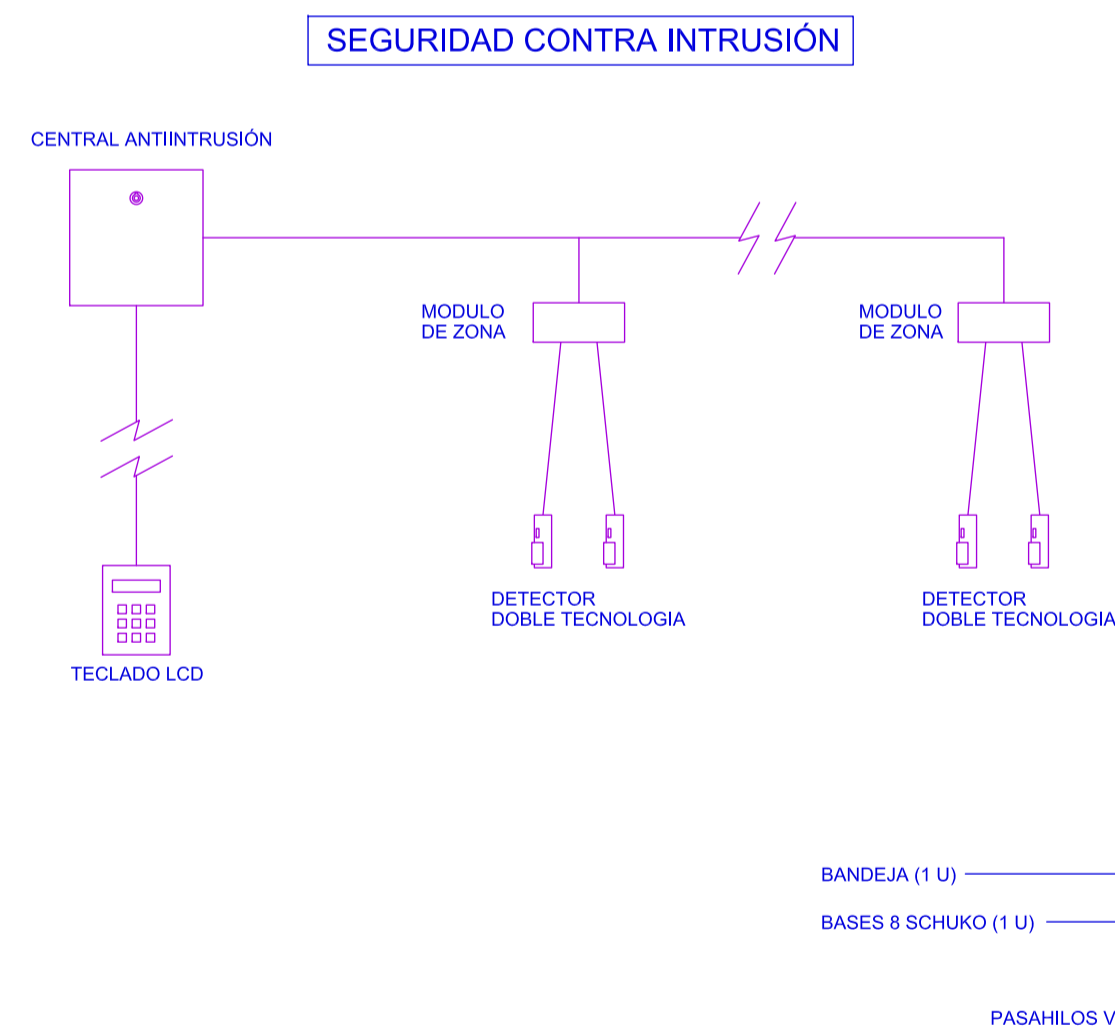 SEGURIDAD CONTRA INTRUSIÓN
CENTRAL ANTIINTRUSIÓN
MODULO
DE ZONA
MODULO
DE ZONA
DETECTOR
DOBLE TECNOLOGIA
DETECTOR
DOBLE TECNOLOGIA
TECLADO LCD
BANDEJA (1 U)
BASES 8 SCHUKO (1 U)
PASAHILOS V